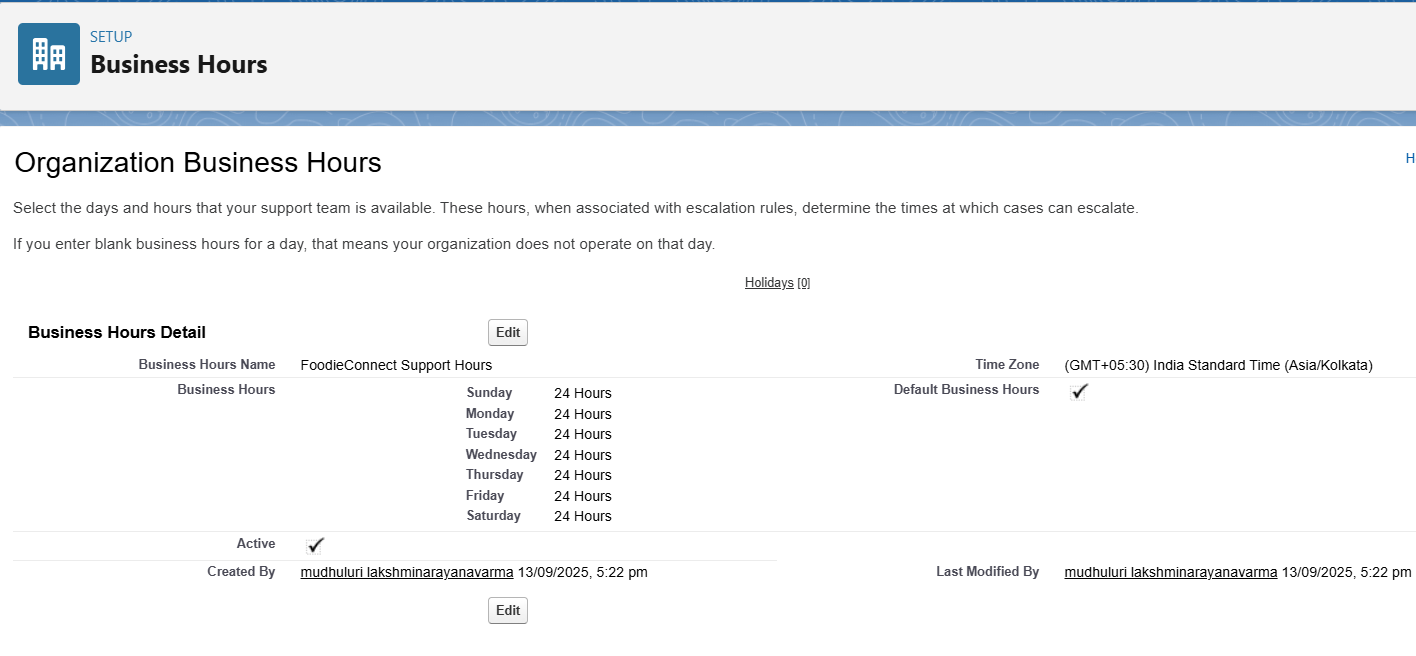 SETUP
Business Hours
Organization Business Hours
H
Select the days and hours that your support team is available. These hours, when associated with escalation rules, determine the times at which cases can escalate.
If you enter blank business hours for a day, that means your organization does not operate on that day.
Holidays [0]
Business Hours Detail
Edit
Business Hours Name FoodieConnect Support Hours
Time Zone (GMT+05:30) India Standard Time (Asia/Kolkata)
Business Hours
Sunday 24 Hours
Monday 24 Hours
Tuesday 24 Hours
Wednesday 24 Hours
Thursday 24 Hours
Friday 24 Hours
Saturday 24 Hours
Default Business Hours
Active
Created By mudhuluri lakshminarayanavarma 13/09/2025, 5:22 pm
Last Modified By mudhuluri lakshminarayanavarma 13/09/2025, 5:22 pm
Edit